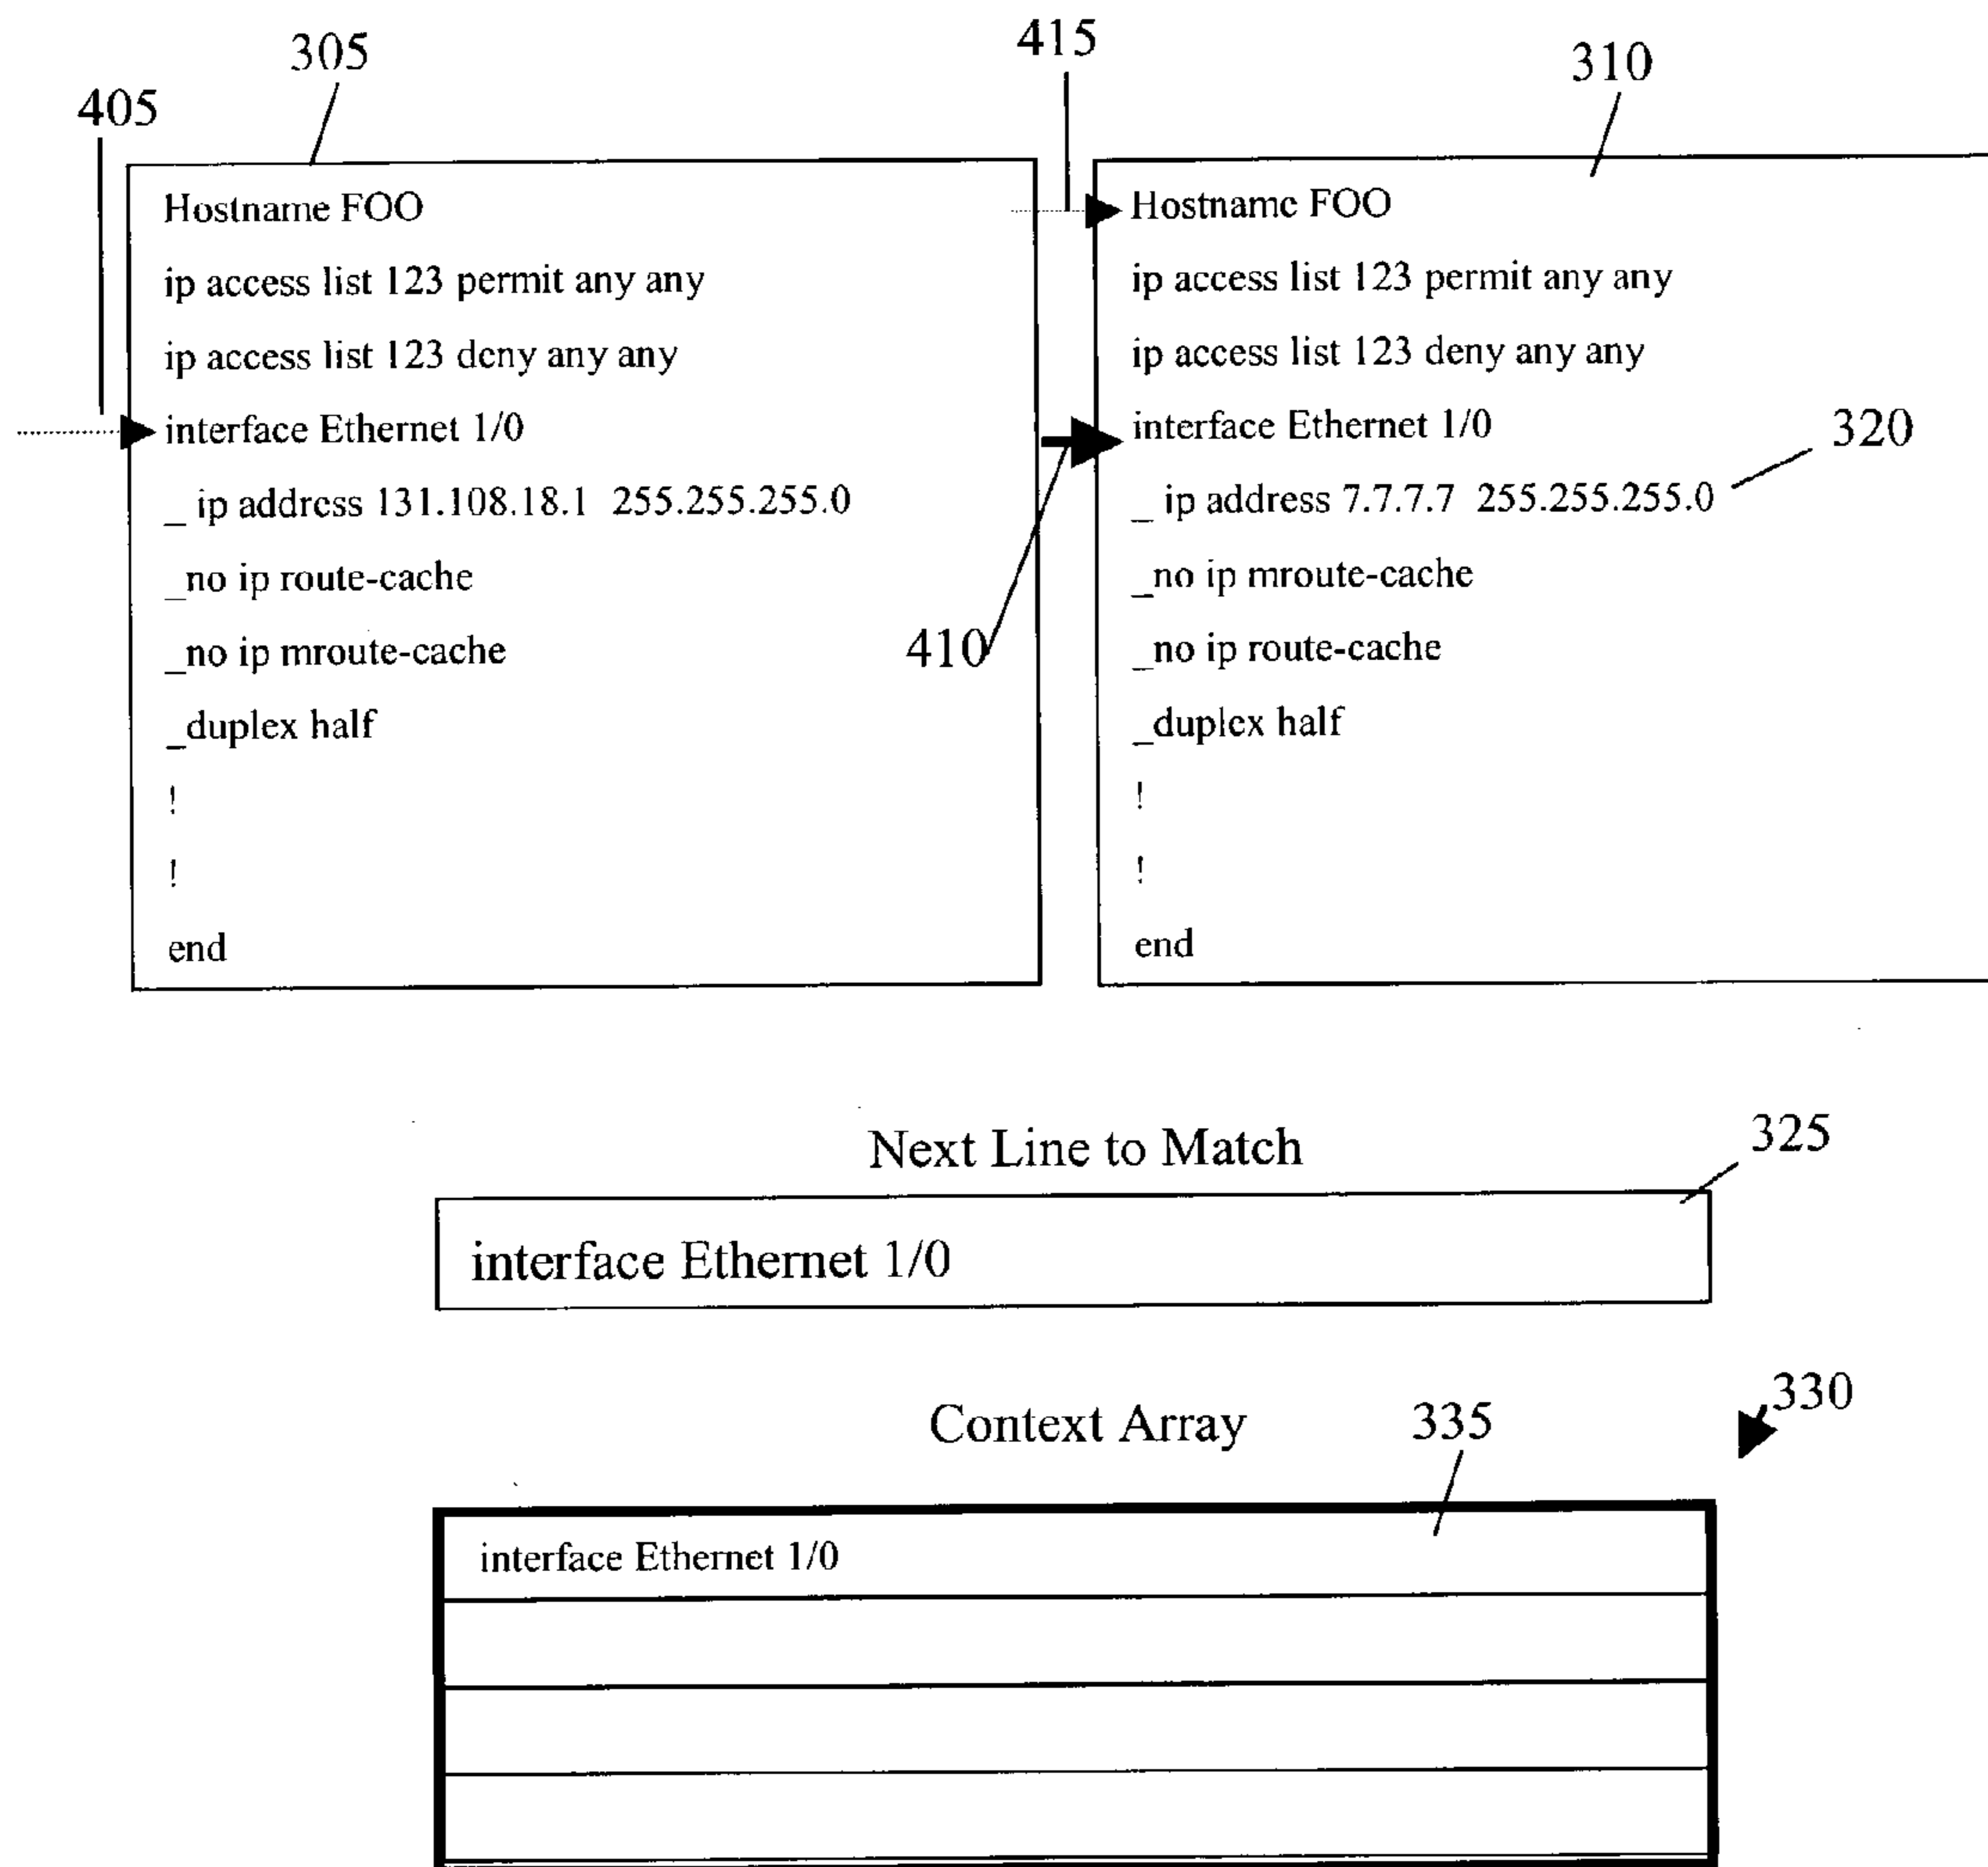 305
415
310
405
Hostname FOO
ip access list 123 permit any any
ip access list 123 deny any any
interface Ethernet 1/0
_ ip address 131.108.18.1 255.255.255.0
_no ip route-cache
_no ip mroute-cache
_duplex half
!
!
end
410
Hostname FOO
ip access list 123 permit any any
ip access list 123 deny any any
interface Ethernet 1/0
_ ip address 7.7.7.7 255.255.255.0
_no ip mroute-cache
_no ip route-cache
_duplex half
!
!
end
320
Next Line to Match
325
interface Ethernet 1/0
Context Array
335
330
interface Ethernet 1/0